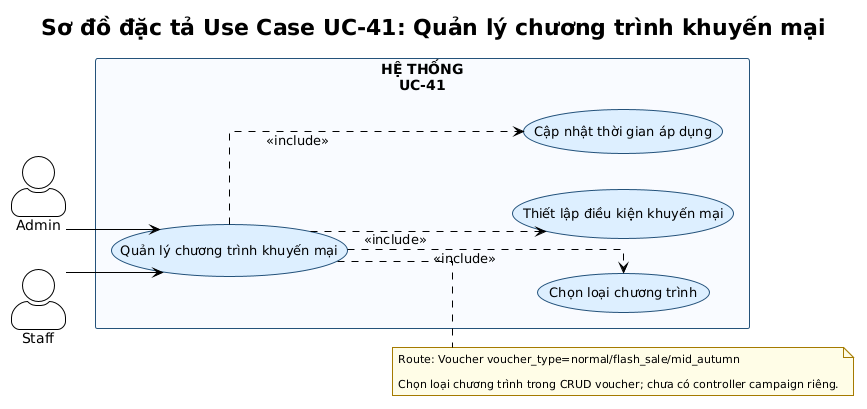 Sơ đồ đặc tả Use Case UC-41: Quản lý chương trình khuyến mại
HỆ THỐNG
UC-41
Cập nhật thời gian áp dụng
«include»
Admin
Thiết lập điều kiện khuyến mại
«include»
Quản lý chương trình khuyến mại
«include»
Chọn loại chương trình
Staff
Route: Voucher voucher_type=normal/flash_sale/mid_autumn
Chọn loại chương trình trong CRUD voucher; chưa có controller campaign riêng.